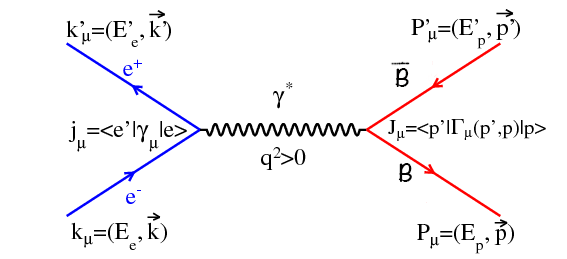 k'μ=(E'e,k⃗') P'μ=(E'p,p⃗')
e⁺ B̅
γ*
jμ=<e'|γμ|e> Jμ=<p'|Γμ(p',p)|p>
q²>0
e⁻ B
kμ=(Ee,k⃗) Pμ=(Ep,p⃗)